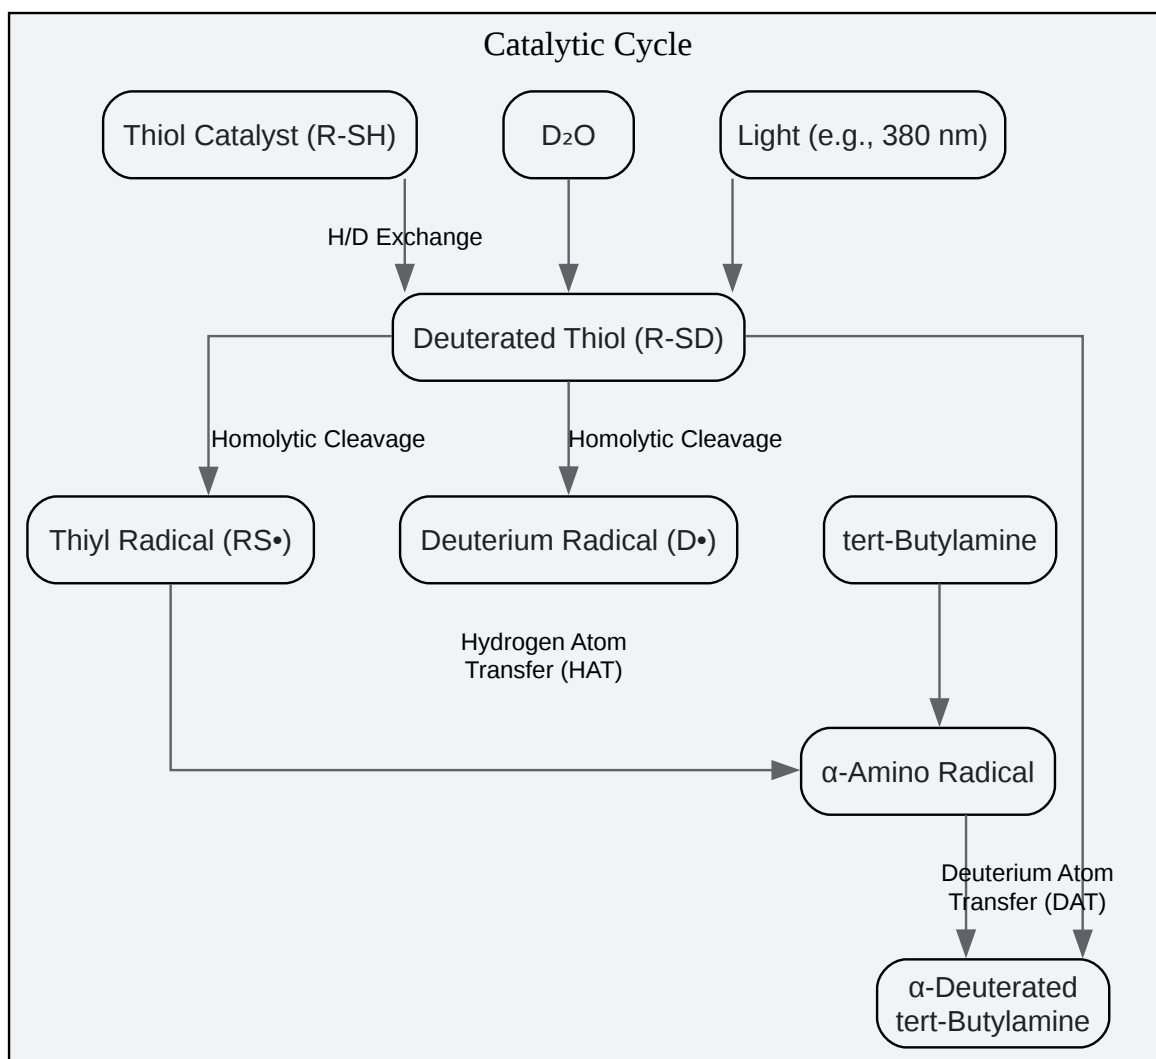 Catalytic Cycle
Thiol Catalyst (R-SH)
D₂O
Light (e.g., 380 nm)
H/D Exchange
Deuterated Thiol (R-SD)
Homolytic Cleavage
Homolytic Cleavage
Thiyl Radical (RS•)
Deuterium Radical (D•)
tert-Butylamine
Hydrogen Atom
Transfer (HAT)
α-Amino Radical
Deuterium Atom
Transfer (DAT)
α-Deuterated
tert-Butylamine